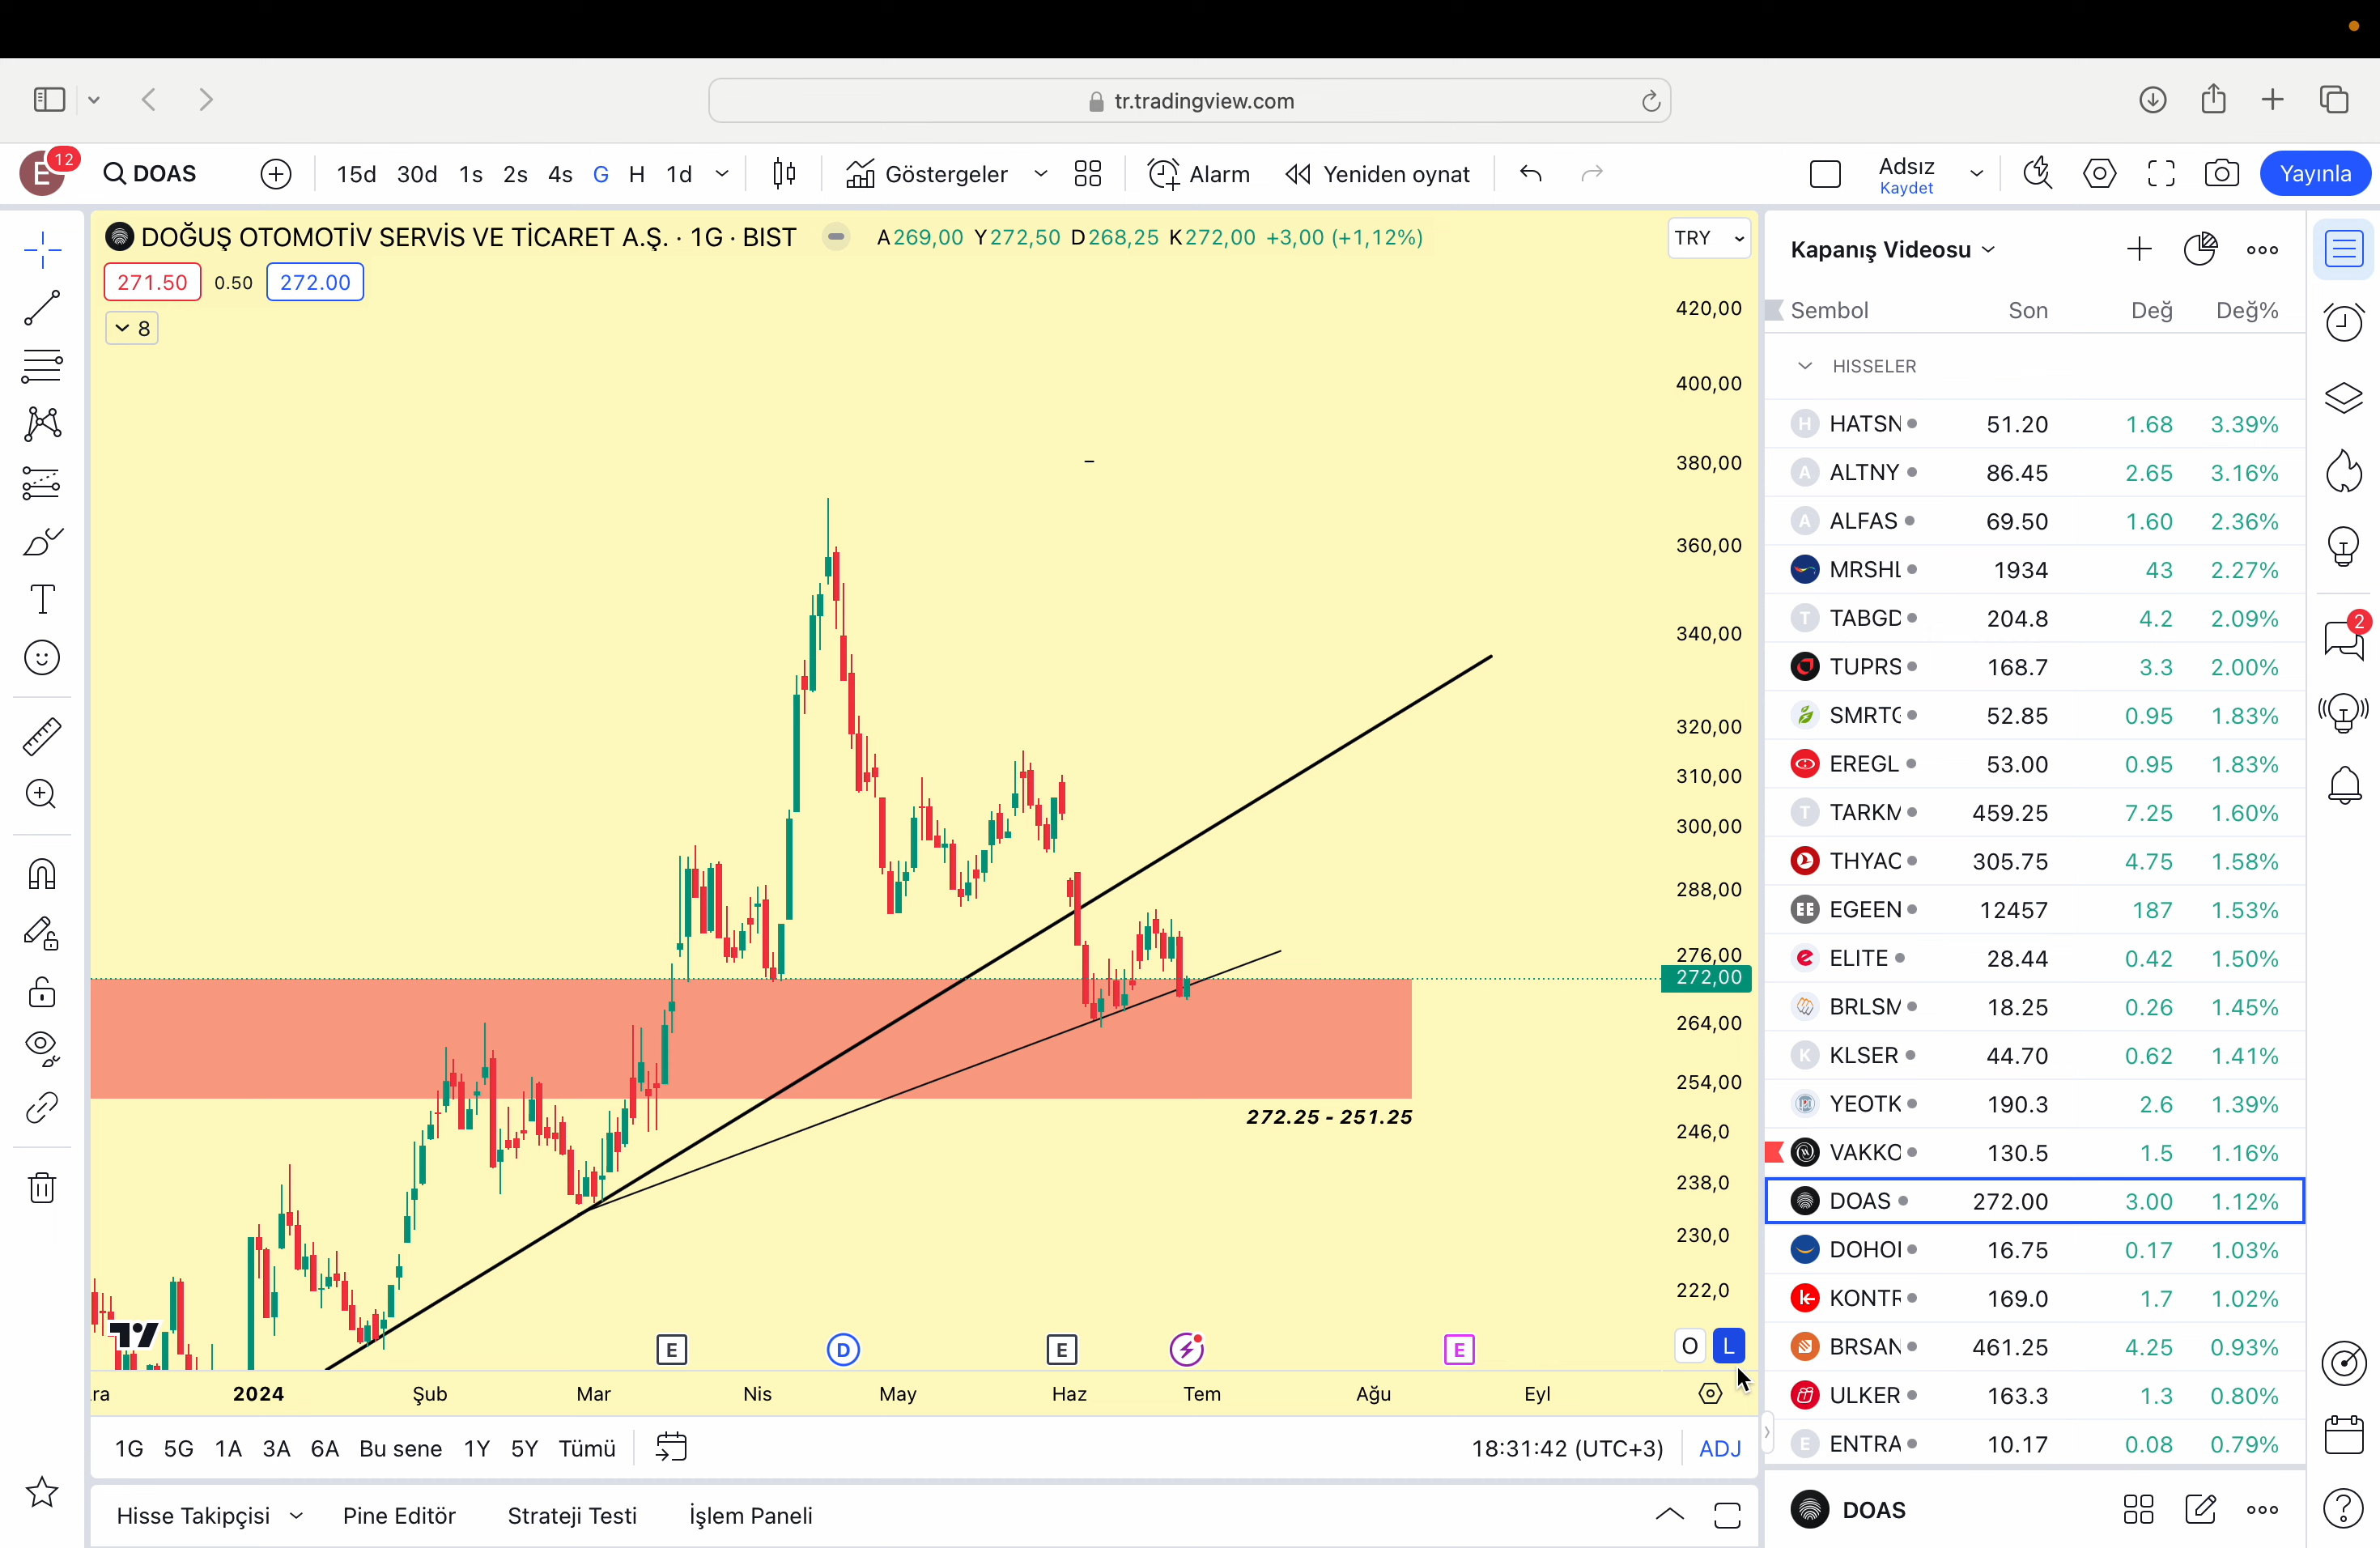 tr.tradingview.com
E 12 DOAS 15d 30d 1s 2s 4s G H 1d Göstergeler Alarm Yeniden oynat Adsız Kaydet Yayınla
DOĞUŞ OTOMOTİV SERVİS VE TİCARET A.Ş. · 1G · BIST A269,00 Y272,50 D268,25 K272,00 +3,00 (+1,12%) TRY
271.50 0.50 272.00
8
420,00
400,00
380,00
360,00
340,00
320,00
310,00
300,00
288,00
276,00
272,00
264,00
254,00
246,0
238,0
230,0
222,0
272.25 - 251.25
E D E E O L
ra 2024 Şub Mar Nis May Haz Tem Ağu Eyl
1G 5G 1A 3A 6A Bu sene 1Y 5Y Tümü 18:31:42 (UTC+3) ADJ
Hisse Takipçisi Pine Editör Strateji Testi İşlem Paneli
Kapanış Videosu
Sembol Son Değ Değ%
HISSELER
H HATSN 51.20 1.68 3.39%
A ALTNY 86.45 2.65 3.16%
A ALFAS 69.50 1.60 2.36%
MRSHL 1934 43 2.27%
T TABGD 204.8 4.2 2.09%
TUPRS 168.7 3.3 2.00%
SMRTG 52.85 0.95 1.83%
EREGL 53.00 0.95 1.83%
T TARKM 459.25 7.25 1.60%
THYAO 305.75 4.75 1.58%
EE EGEEN 12457 187 1.53%
e ELITE 28.44 0.42 1.50%
BRLSM 18.25 0.26 1.45%
K KLSER 44.70 0.62 1.41%
YEOTK 190.3 2.6 1.39%
VAKKO 130.5 1.5 1.16%
DOAS 272.00 3.00 1.12%
DOHOL 16.75 0.17 1.03%
KONTR 169.0 1.7 1.02%
BRSAN 461.25 4.25 0.93%
ULKER 163.3 1.3 0.80%
E ENTRA 10.17 0.08 0.79%
DOAS
2